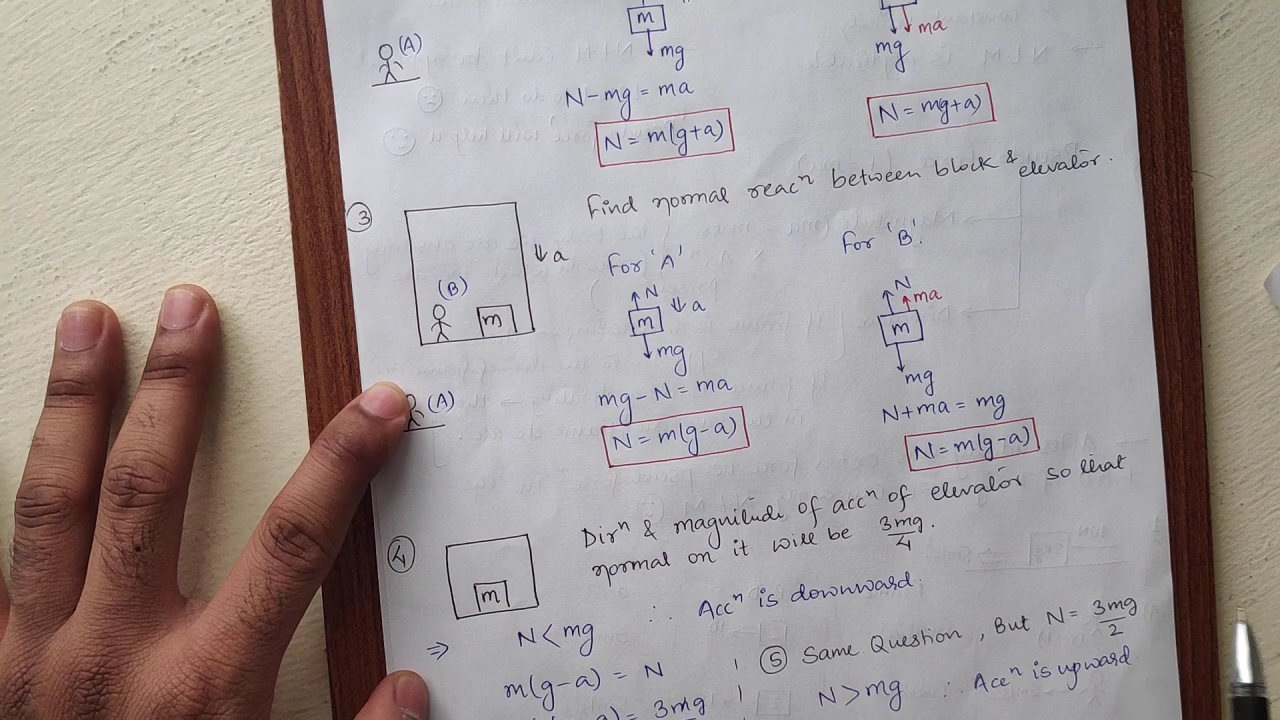 (A)
m
mg
N-mg = ma
N = m(g+a)
ma
mg
N = m(g+a)
③
Find normal reacⁿ between block & elevator.
↓a
(B)
m
(A)
For 'A'
N
m
↓a
mg
mg - N = ma
N = m(g-a)
For 'B'.
N
ma
m
mg
N+ma = mg
N = m(g-a)
④
m
Dirⁿ & magnitude of accⁿ of elevator so that
normal on it will be 3mg/4.
⇒ N < mg ∴ Accⁿ is downward.
m(g-a) = N
⑤ Same Question, But N = 3mg/2
N > mg ∴ Accⁿ is upward